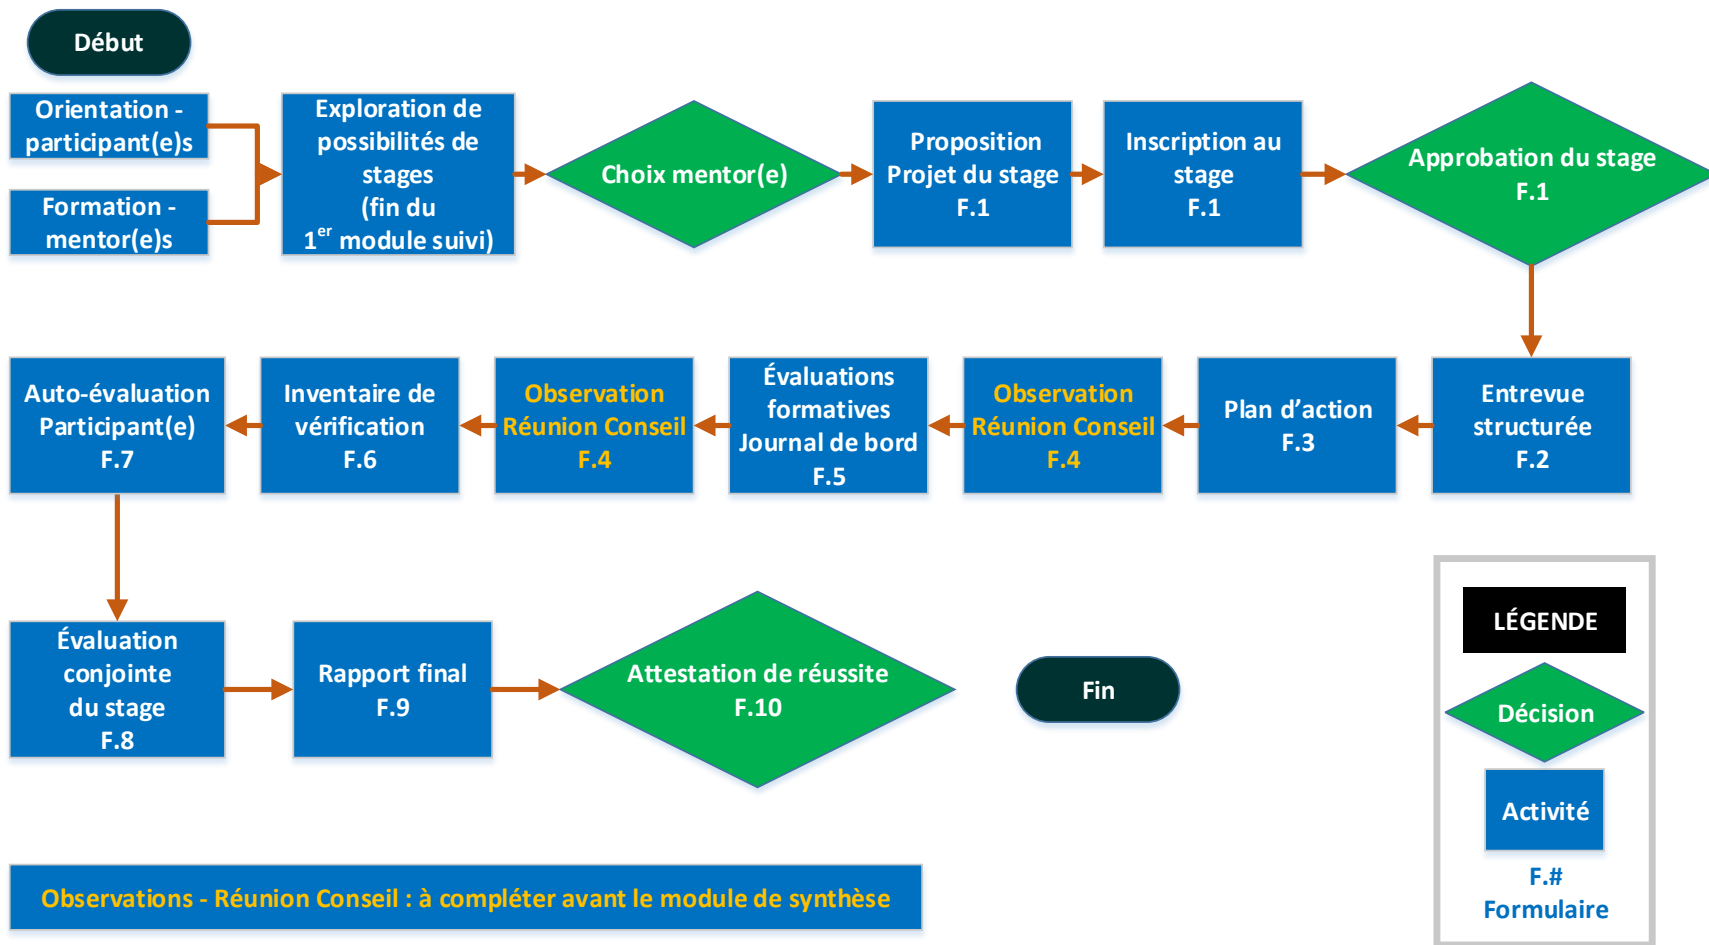 Début
Orientation -
participant(e)s
Formation -
mentor(e)s
Exploration de
possibilités de
stages
(fin du
1er module suivi)
Choix mentor(e)
Proposition
Projet du stage
F.1
Inscription au
stage
F.1
Approbation du stage
F.1
Auto-évaluation
Participant(e)
F.7
Inventaire de
vérification
F.6
Observation
Réunion Conseil
F.4
Évaluations
formatives
Journal de bord
F.5
Observation
Réunion Conseil
F.4
Plan d’action
F.3
Entrevue
structurée
F.2
Évaluation
conjointe
du stage
F.8
Rapport final
F.9
Attestation de réussite
F.10
Fin
LÉGENDE
Décision
Activité
F.#
Formulaire
Observations - Réunion Conseil : à compléter avant le module de synthèse